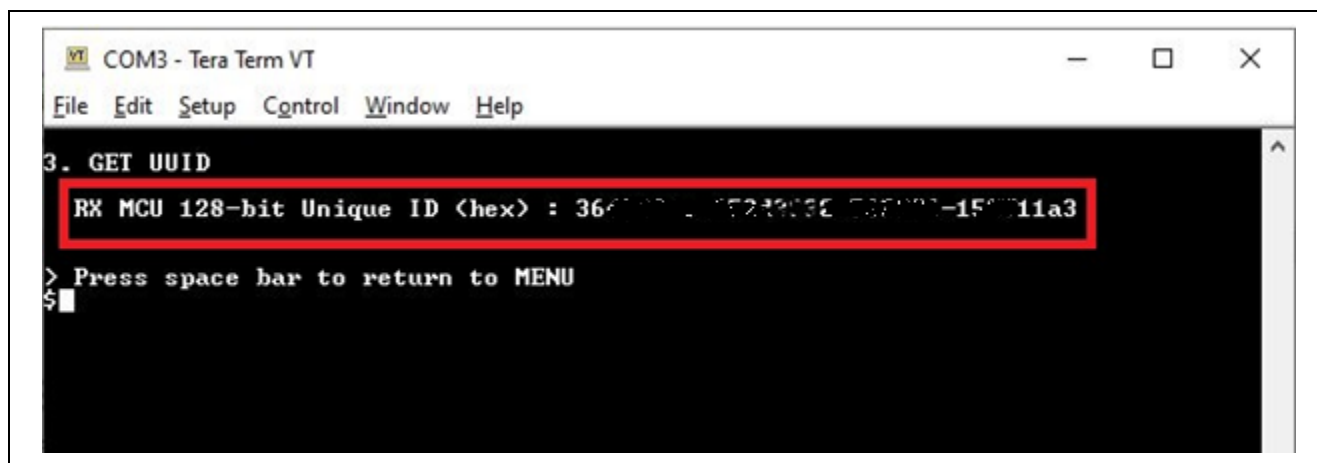 VT COM3 - Tera Term VT
File Edit Setup Control Window Help
3. GET UUID
RX MCU 128-bit Unique ID (hex) :
> Press space bar to return to MENU
$